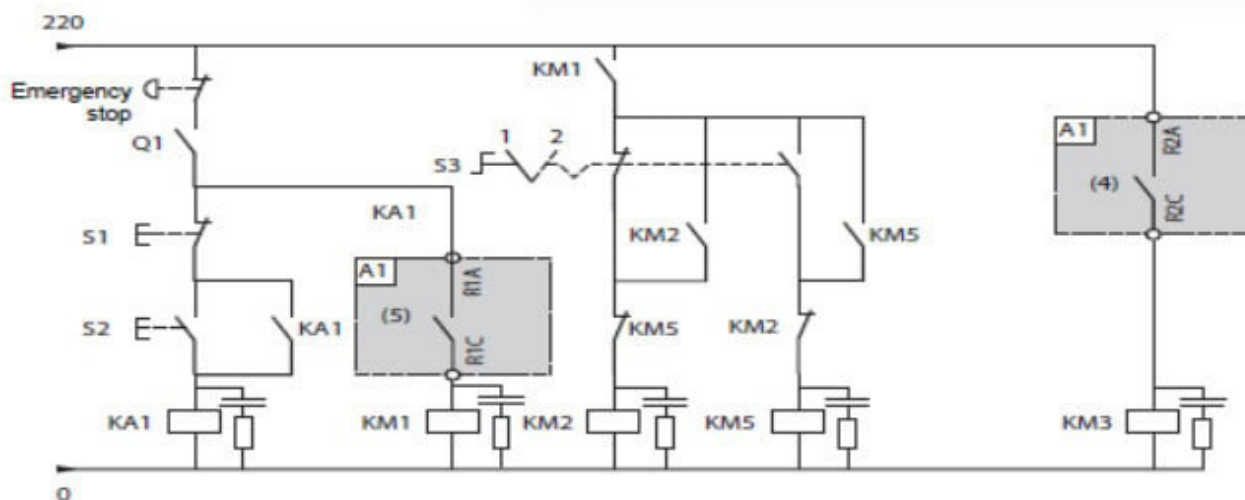 220
KM1
Emergency
stop
Q1
1 2
S3
A1
R2A
(4)
R2C
KA1
S1
KM2
KM5
A1
R1A
(5)
R1C
S2
KA1
KM5
KM2
KA1
KM1
KM2
KM5
KM3
0